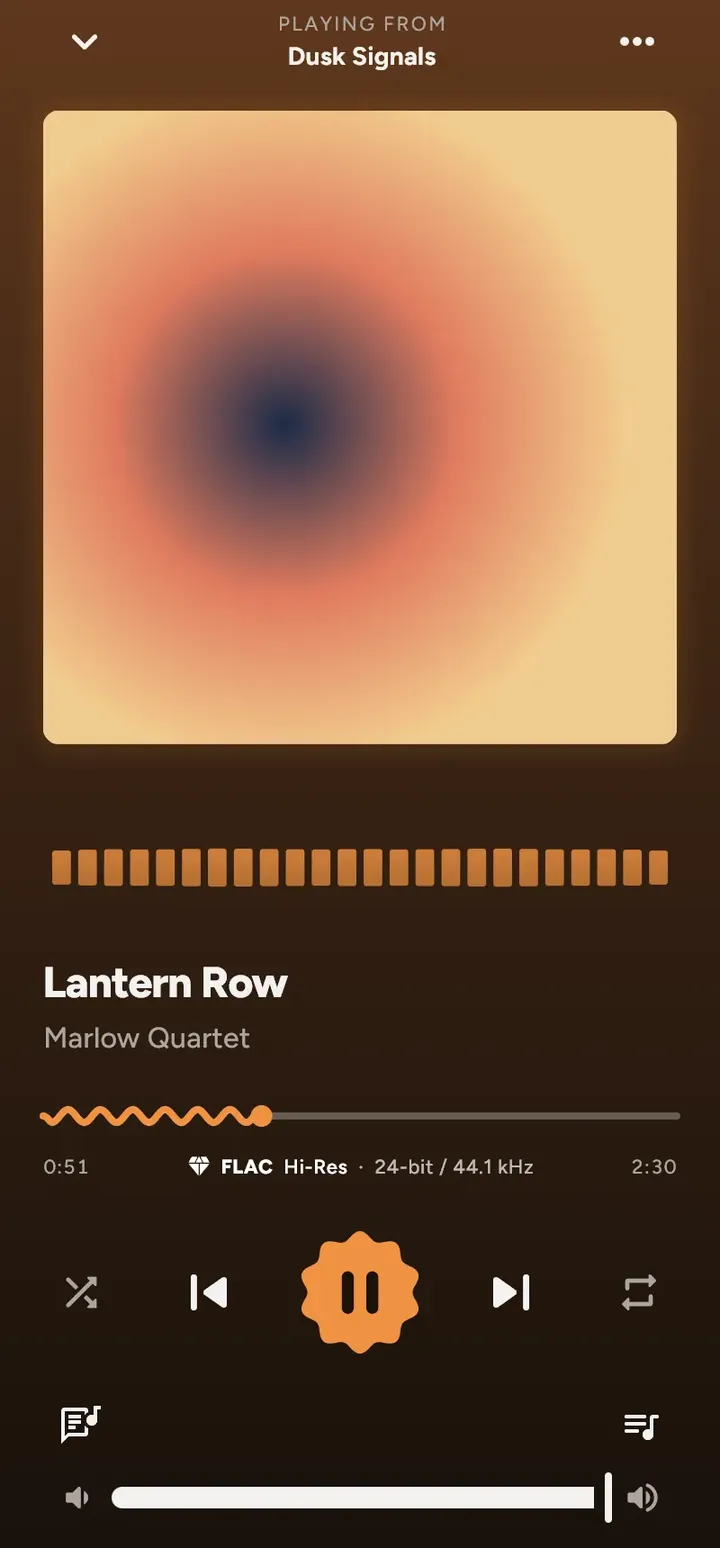 PLAYING FROM
Dusk Signals
Lantern Row
Marlow Quartet
0:51 FLAC Hi-Res · 24-bit / 44.1 kHz 2:30